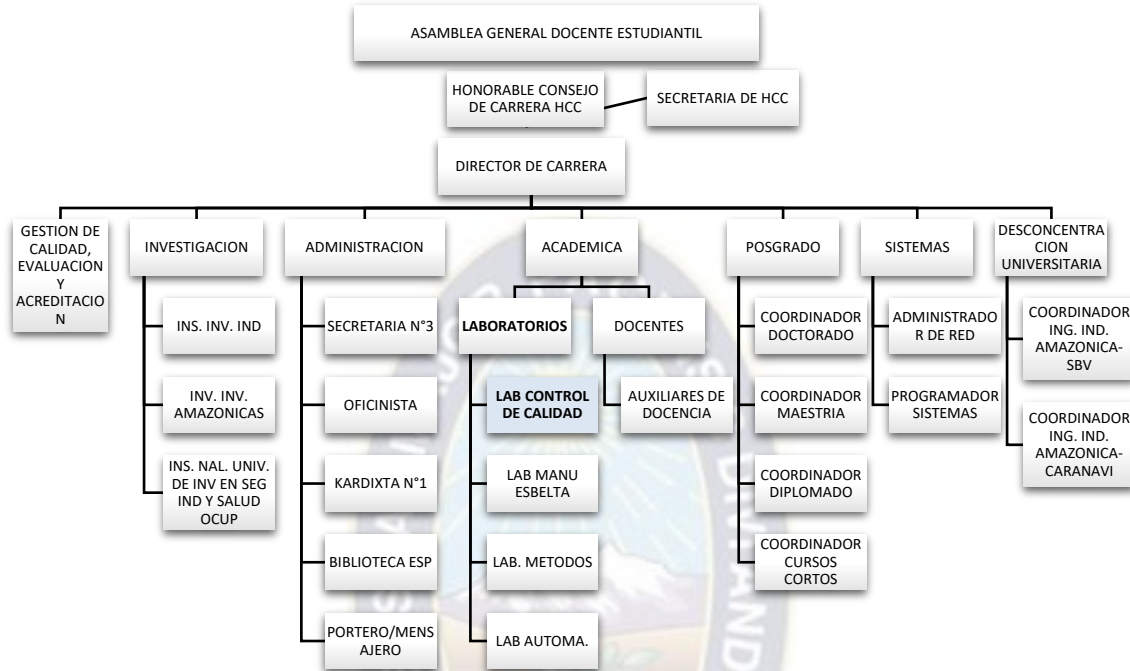 ASAMBLEA GENERAL DOCENTE ESTUDIANTIL
HONORABLE CONSEJO
DE CARRERA HCC
SECRETARIA DE HCC
DIRECTOR DE CARRERA
GESTION DE
CALIDAD,
EVALUACION
Y
ACREDITACIO
N
INVESTIGACION
INS. INV. IND
INV. INV.
AMAZONICAS
INS. NAL. UNIV.
DE INV EN SEG
IND Y SALUD
OCUP
ADMINISTRACION
SECRETARIA N°3
OFICINISTA
KARDIXTA N°1
BIBLIOTECA ESP
PORTERO/MENS
AJERO
ACADEMICA
LABORATORIOS
LAB CONTROL
DE CALIDAD
LAB MANU
ESBELTA
LAB. METODOS
LAB AUTOMA.
DOCENTES
AUXILIARES DE
DOCENCIA
POSGRADO
COORDINADOR
DOCTORADO
COORDINADOR
MAESTRIA
COORDINADOR
DIPLOMADO
COORDINADOR
CURSOS
CORTOS
SISTEMAS
ADMINISTRADO
R DE RED
PROGRAMADOR
SISTEMAS
DESCONCENTRA
CION
UNIVERSITARIA
COORDINADOR
ING. IND.
AMAZONICA-
SBV
COORDINADOR
ING. IND.
AMAZONICA-
CARANAVI